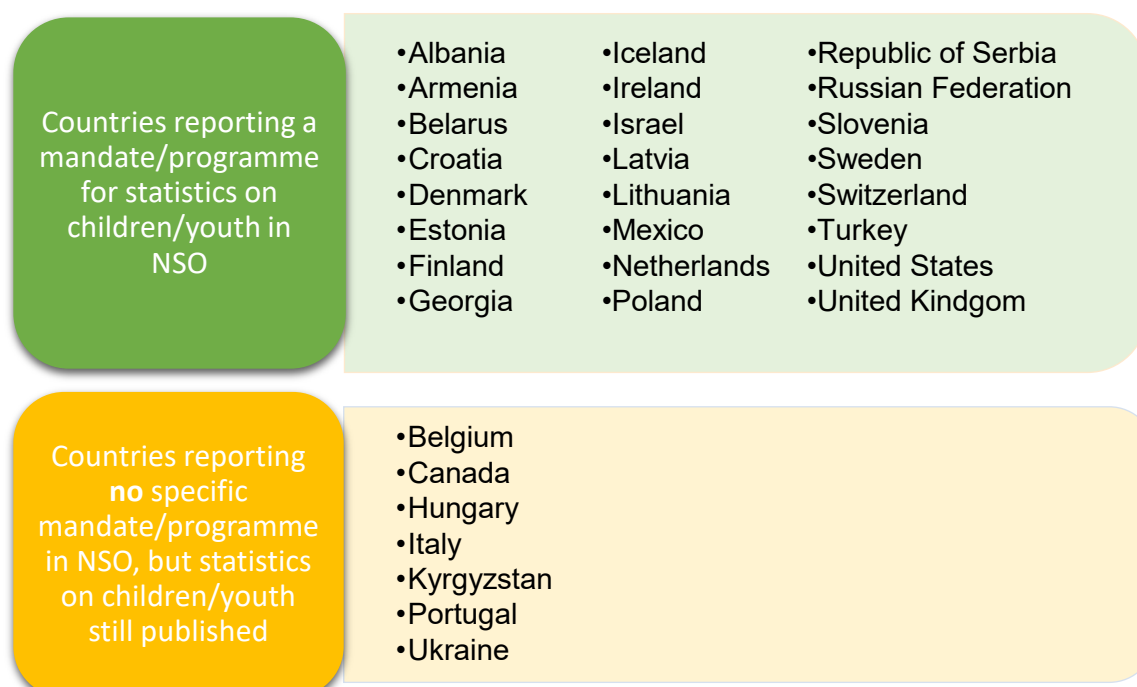 Countries reporting a
mandate/programme
for statistics on
children/youth in
NSO
•Albania
•Armenia
•Belarus
•Croatia
•Denmark
•Estonia
•Finland
•Georgia
•Iceland
•Ireland
•Israel
•Latvia
•Lithuania
•Mexico
•Netherlands
•Poland
•Republic of Serbia
•Russian Federation
•Slovenia
•Sweden
•Switzerland
•Turkey
•United States
•United Kindgom
Countries reporting
no specific
mandate/programme
in NSO, but statistics
on children/youth
still published
•Belgium
•Canada
•Hungary
•Italy
•Kyrgyzstan
•Portugal
•Ukraine